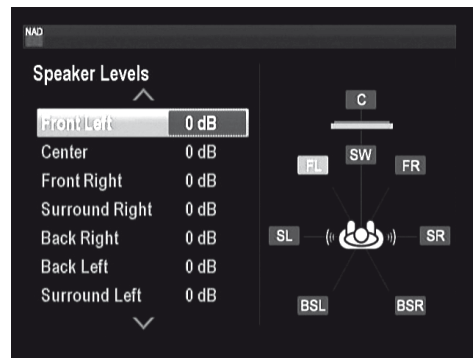 NAD
Speaker Levels
Front Left 0 dB
Center 0 dB
Front Right 0 dB
Surround Right 0 dB
Back Right 0 dB
Back Left 0 dB
Surround Left 0 dB
C
SW
FL
FR
SL
SR
BSL
BSR